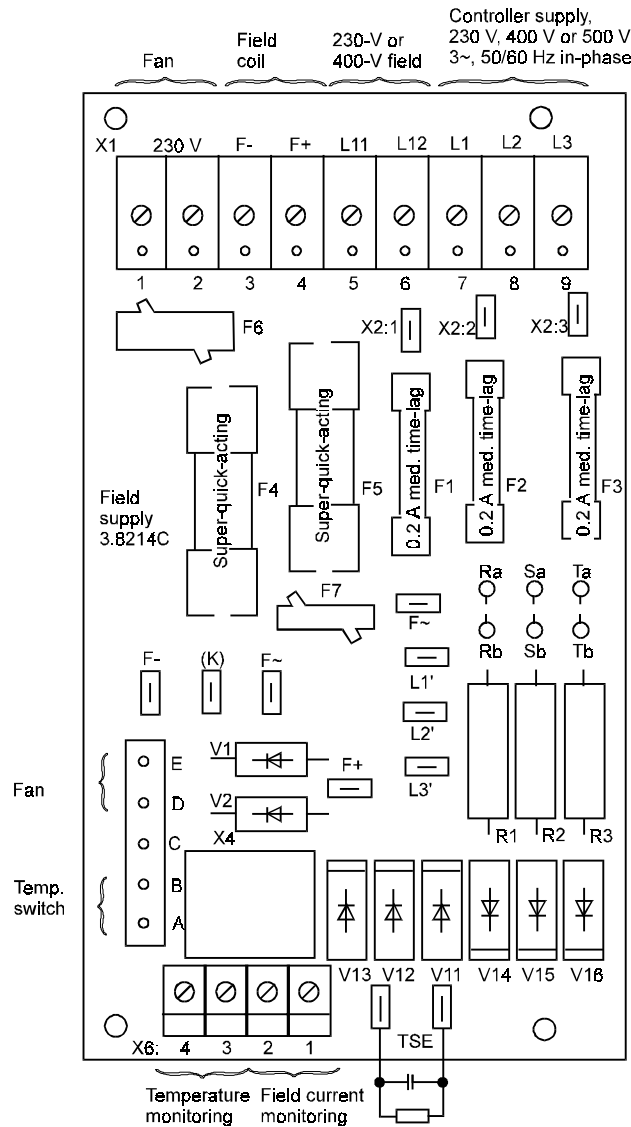 Controller supply,
Field
230-V or
230 V, 400 V or 500 V
Fan
coil
400-V field
3~, 50/60 Hz in-phase
X1 230 V F- F+ L11 L12 L1 L2 L3
1 2 3 4 5 6 7 8 9
F6
X2:1 X2:2 X2:3
Super-quick-acting
F4
Super-quick-acting
F5
0.2 A med. time-lag
F1
0.2 A med. time-lag
F2
0.2 A med. time-lag
F3
Field
supply
3.8214C
Ra Sa Ta
F7
F~
Rb Sb Tb
F- (K) F~
L1'
L2'
L3'
V1
F+
V2
X4
R1 R2 R3
Fan
E
D
C
B
A
Temp.
switch
V13 V12 V11 V14 V15 V16
TSE
X6: 4 3 2 1
Temperature
monitoring
Field current
monitoring